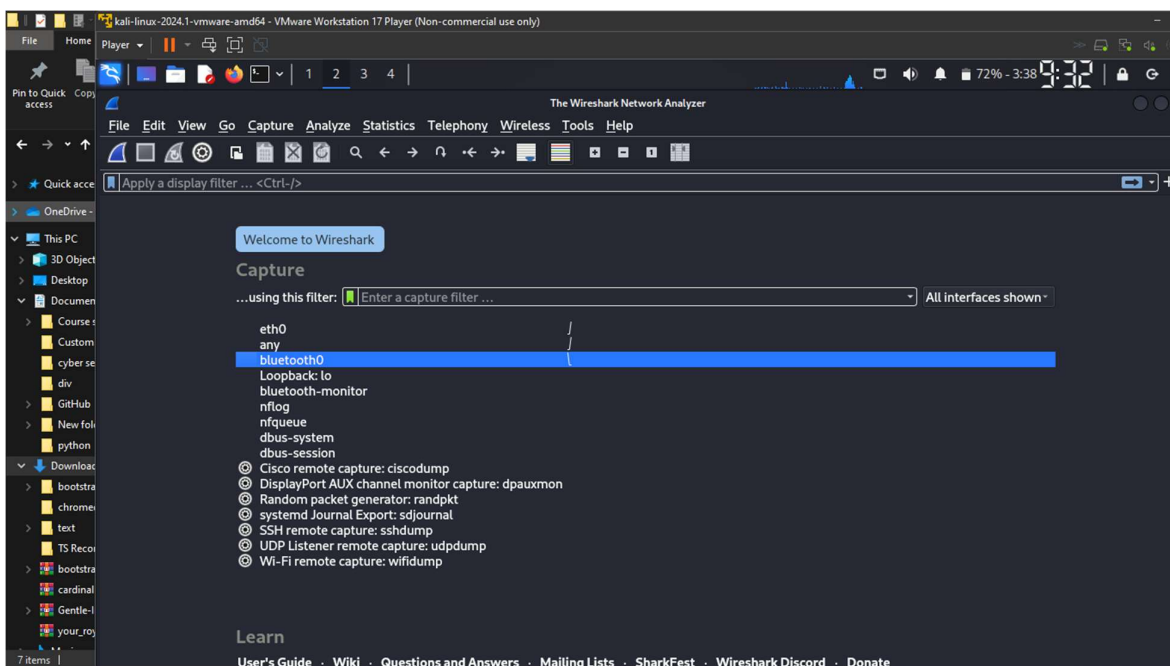 kali-linux-2024.1-vmware-amd64 - VMware Workstation 17 Player (Non-commercial use only)
File Home
Player
Pin to Quick access
Copy
1 2 3 4
72% - 3:38
9:32
The Wireshark Network Analyzer
File Edit View Go Capture Analyze Statistics Telephony Wireless Tools Help
Apply a display filter ... <Ctrl-/>
Quick acce
OneDrive -
This PC
3D Object
Desktop
Documen
Course s
Custom
cyber se
div
GitHub
New fol
python
Download
bootstra
text
TS Reco
bootstra
cardinal
Gentle-l
your_roy
7 items
Welcome to Wireshark
Capture
...using this filter: Enter a capture filter ... All interfaces shown
eth0
any
bluetooth0
Loopback: lo
bluetooth-monitor
nflog
nfqueue
dbus-system
dbus-session
Cisco remote capture: ciscodump
DisplayPort AUX channel monitor capture: dpauxmon
Random packet generator: randpkt
systemd Journal Export: sdjournal
SSH remote capture: sshdump
UDP Listener remote capture: udpdump
Wi-Fi remote capture: wifidump
Learn
User's Guide · Wiki · Questions and Answers · Mailing Lists · SharkFest · Wireshark Discord · Donate